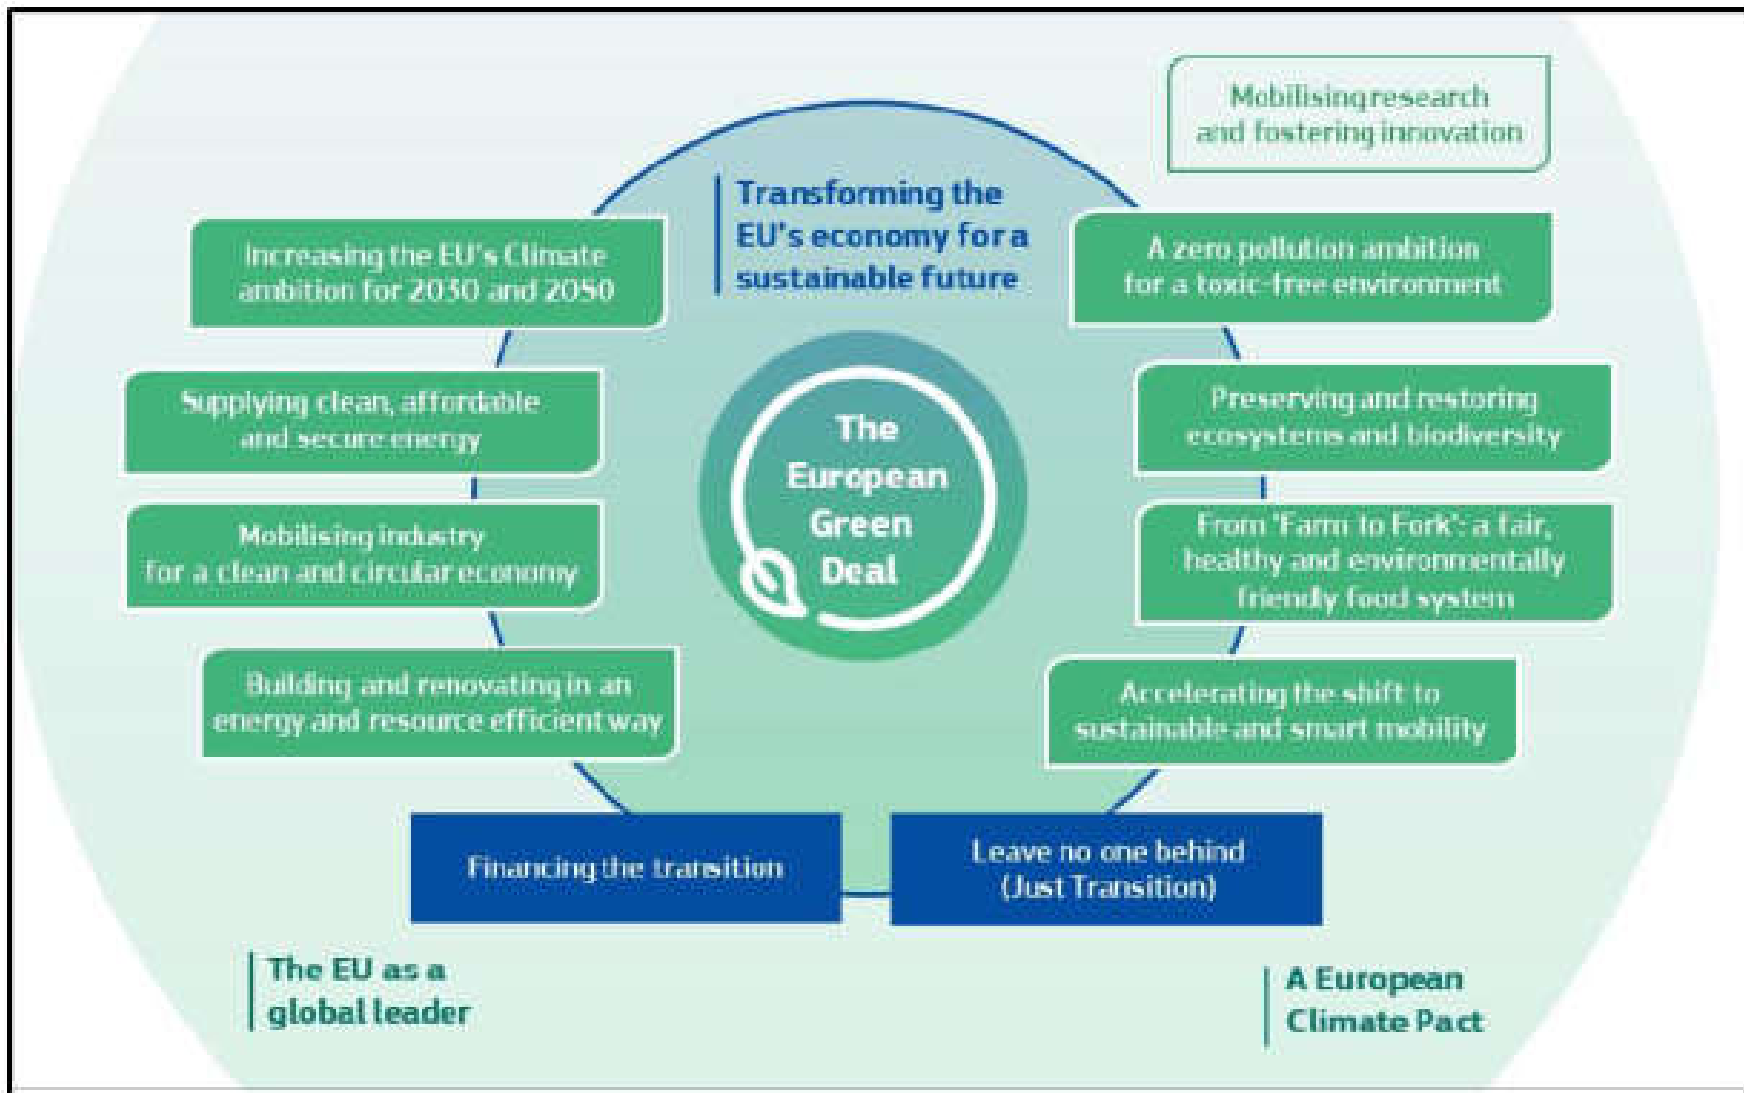 Mobilising research
and fostering innovation
Transforming the
EU's economy for a
sustainable future
Increasing the EU's Climate
ambition for 2030 and 2050
A zero pollution ambition
for a toxic-free environment
Supplying clean, affordable
and secure energy
Preserving and restoring
ecosystems and biodiversity
The
European
Green
Deal
Mobilising industry
for a clean and circular economy
From 'Farm to Fork': a fair,
healthy and environmentally
friendly food system
Building and renovating in an
energy and resource efficient way
Accelerating the shift to
sustainable and smart mobility
Financing the transition
Leave no one behind
(Just Transition)
The EU as a
global leader
A European
Climate Pact